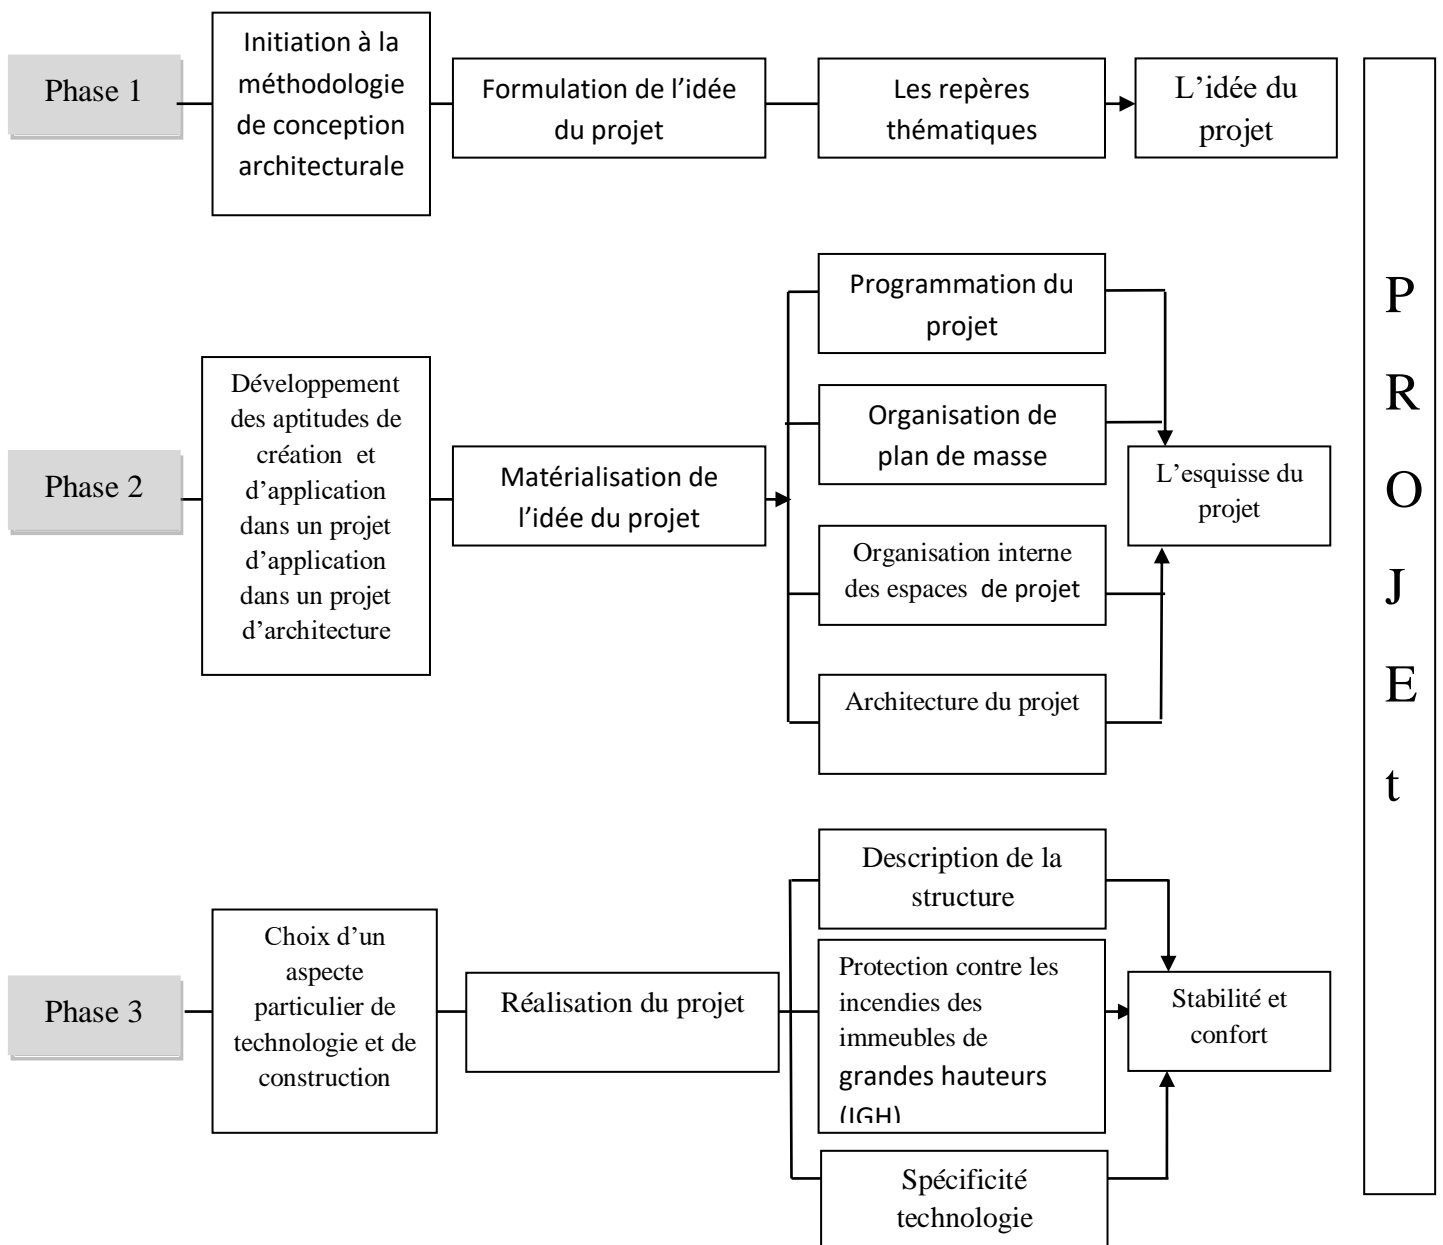 Phase 1
Initiation à la
méthodologie
de conception
architecturale
Formulation de l’idée
du projet
Les repères
thématiques
L’idée du
projet
Phase 2
Développement
des aptitudes de
création et
d’application
dans un projet
d’application
dans un projet
d’architecture
Matérialisation de
l’idée du projet
Programmation du
projet
Organisation de
plan de masse
Organisation interne
des espaces de projet
Architecture du projet
L’esquisse du
projet
Phase 3
Choix d’un
aspecte
particulier de
technologie et de
construction
Réalisation du projet
Description de la
structure
Protection contre les
incendies des
immeubles de
grandes hauteurs
(IGH)
Spécificité
technologie
Stabilité et
confort
P
R
O
J
E
t